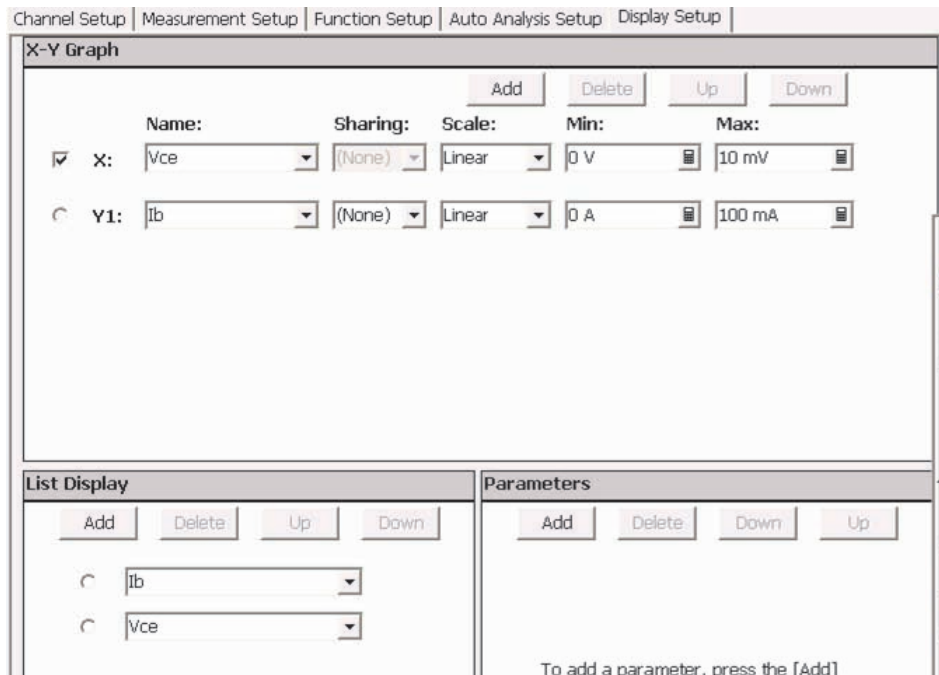 Channel Setup Measurement Setup Function Setup Auto Analysis Setup Display Setup
X-Y Graph
Add Delete Up Down
Name: Sharing: Scale: Min: Max:
X: Vce (None) Linear 0 V 10 mV
Y1: Ib (None) Linear 0 A 100 mA
List Display
Add Delete Up Down
Ib
Vce
Parameters
Add Delete Down Up
To add a parameter, press the [Add]